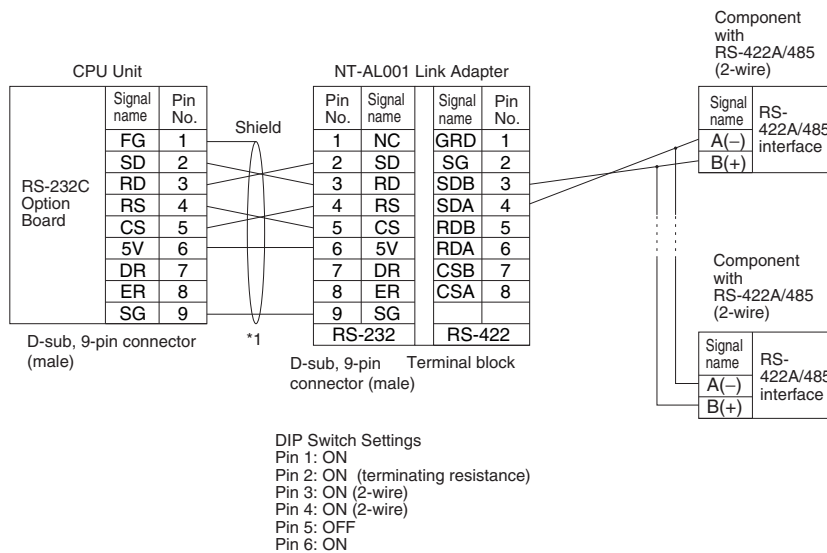 Component
with
RS-422A/485
(2-wire)
CPU Unit
NT-AL001 Link Adapter
RS-232C
Option
Board
Signal name Pin No.
FG 1
SD 2
RD 3
RS 4
CS 5
5V 6
DR 7
ER 8
SG 9
Shield
*1
D-sub, 9-pin connector
(male)
Pin No. Signal name Signal name Pin No.
1 NC GRD 1
2 SD SG 2
3 RD SDB 3
4 RS SDA 4
5 CS RDB 5
6 5V RDA 6
7 DR CSB 7
8 ER CSA 8
9 SG
RS-232 RS-422
D-sub, 9-pin
connector (male)
Terminal block
Signal
name
A(−)
B(+)
RS-
422A/485
interface
Component
with
RS-422A/485
(2-wire)
Signal
name
A(−)
B(+)
RS-
422A/485
interface
DIP Switch Settings
Pin 1: ON
Pin 2: ON (terminating resistance)
Pin 3: ON (2-wire)
Pin 4: ON (2-wire)
Pin 5: OFF
Pin 6: ON